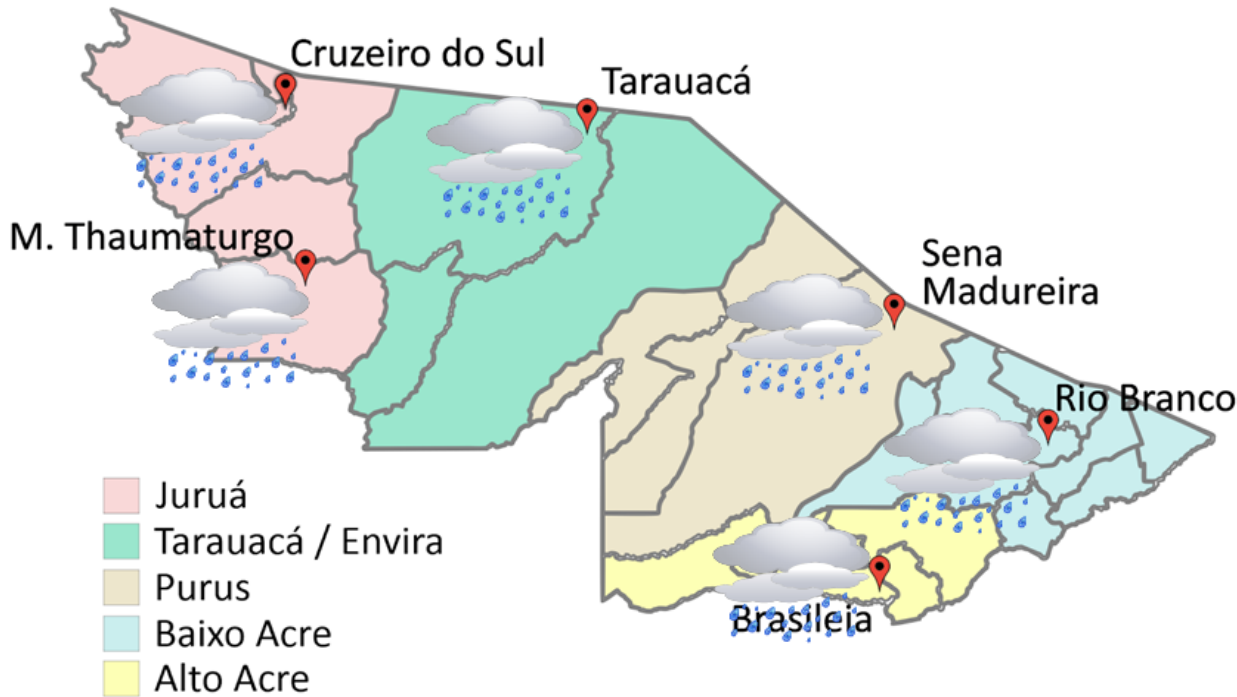 Cruzeiro do Sul
Tarauacá
M. Thaumaturgo
Sena
Madureira
Rio Branco
Brasileia
Juruá
Tarauacá / Envira
Purus
Baixo Acre
Alto Acre